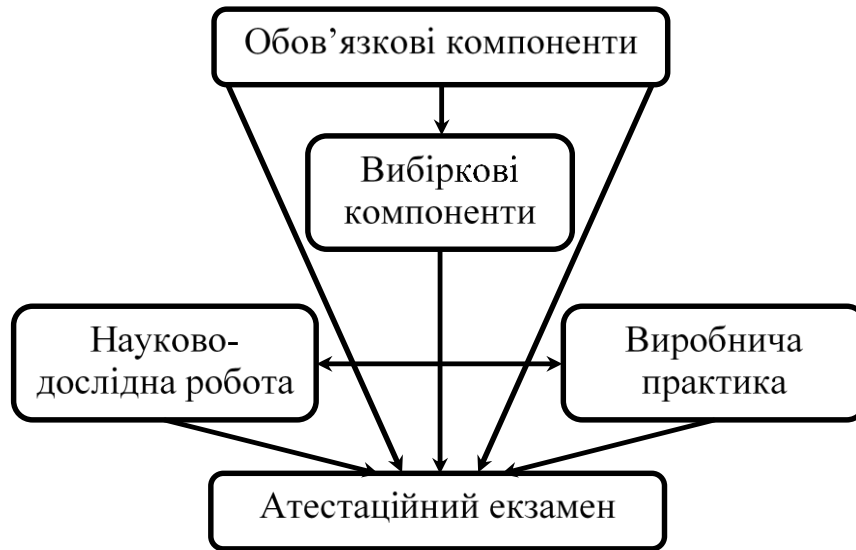 Обов’язкові компоненти
Вибіркові
компоненти
Науково-
дослідна робота
Виробнича
практика
Атестаційний екзамен